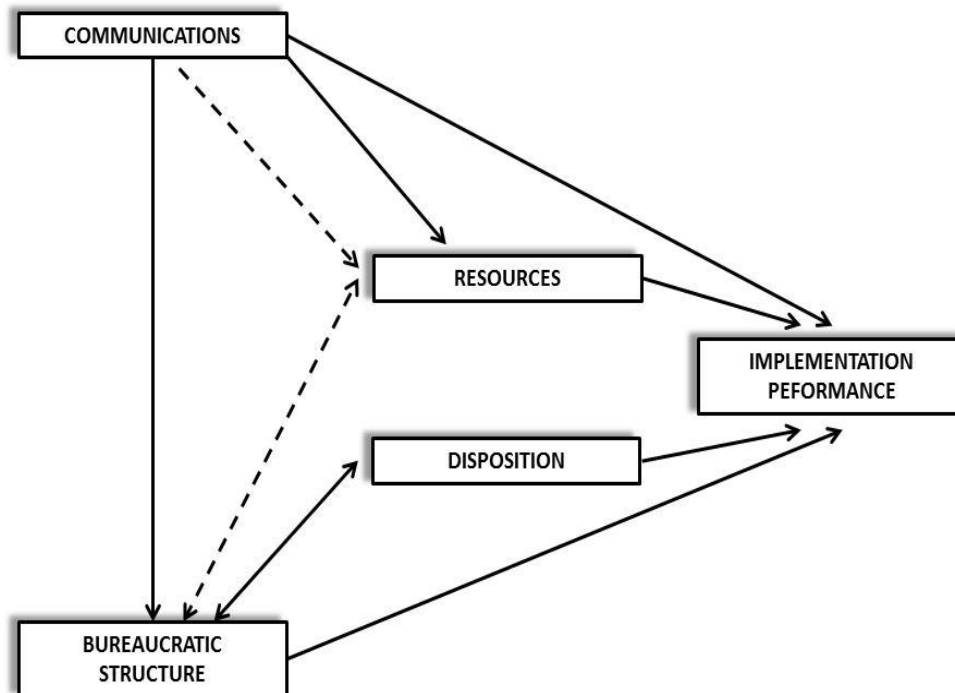 COMMUNICATIONS
RESOURCES
IMPLEMENTATION
PEFORMANCE
DISPOSITION
BUREAUCRATIC
STRUCTURE